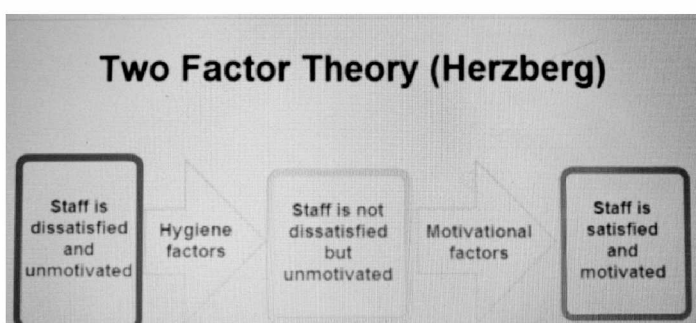 Two Factor Theory (Herzberg)
Staff is
dissatisfied
and
unmotivated
Hygiene
factors
Staff is not
dissatisfied
but
unmotivated
Motivational
factors
Staff is
satisfied
and
motivated